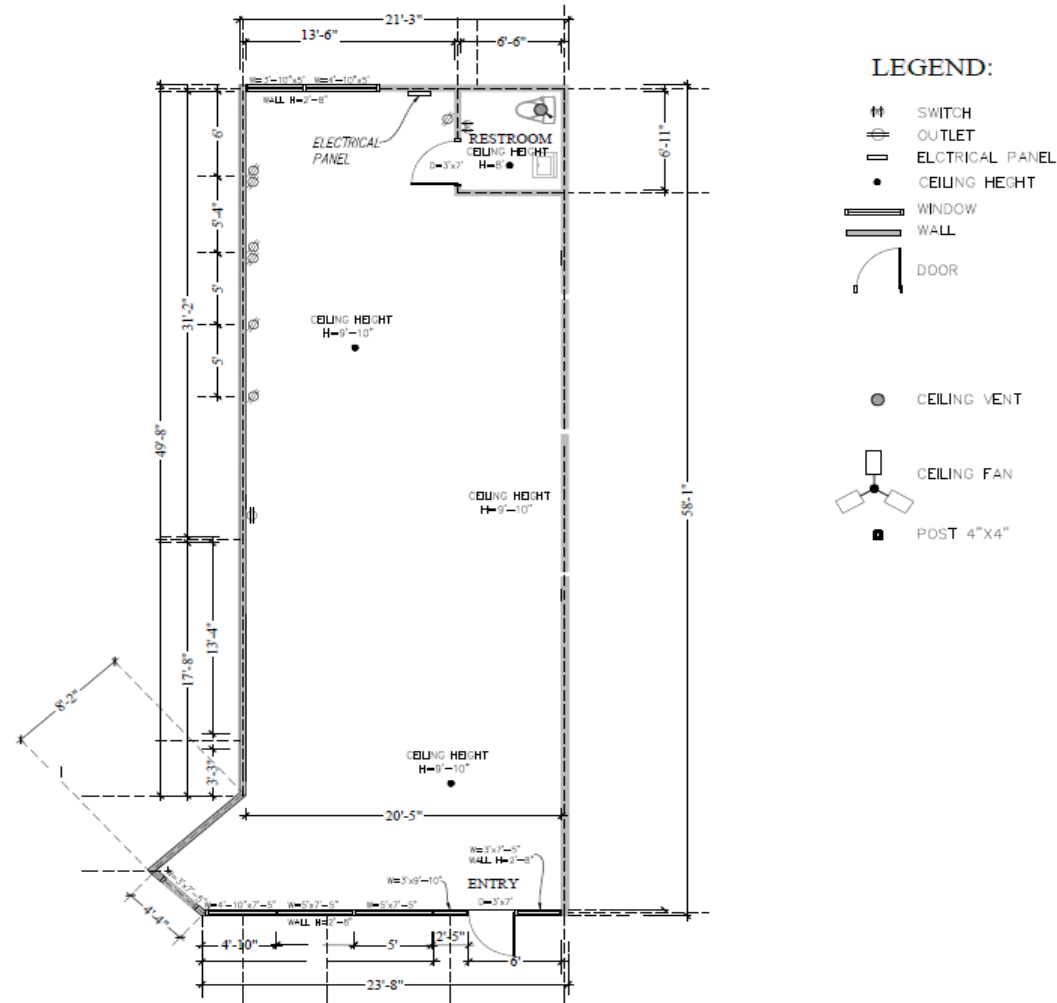 21'-3"
13'-6"
6'-6"
W=3'-10"x5' W=4'-10"x5'
WALL H=2'-8"
ELECTRICAL
PANEL
RESTROOM
CEILING HEIGHT
H=8'
D=3'x7'
6'-11"
6'
5'-4"
5'
5'
31'-2"
49'-8"
CEILING HEIGHT
H=9'-10"
CEILING HEIGHT
H=9'-10"
58'-1"
13'-4"
17'-8"
3'-3"
8'-2"
CEILING HEIGHT
H=9'-10"
20'-5"
W=3'x7'-5"
WALL H=2'-8"
W=3'x9'-10"
ENTRY
D=3'x7'
W=3'x7'-5"
4'-4"
W=4'-10"x7'-5" W=5'x7'-5" W=5'x7'-5"
WALL H=2'-8"
4'-10"
5'
2'-5"
6'
23'-8"
LEGEND:
SWITCH
OUTLET
ELCTRICAL PANEL
CEILING HEGHT
WINDOW
WALL
DOOR
CEILING VENT
CEILING FAN
POST 4"X4"